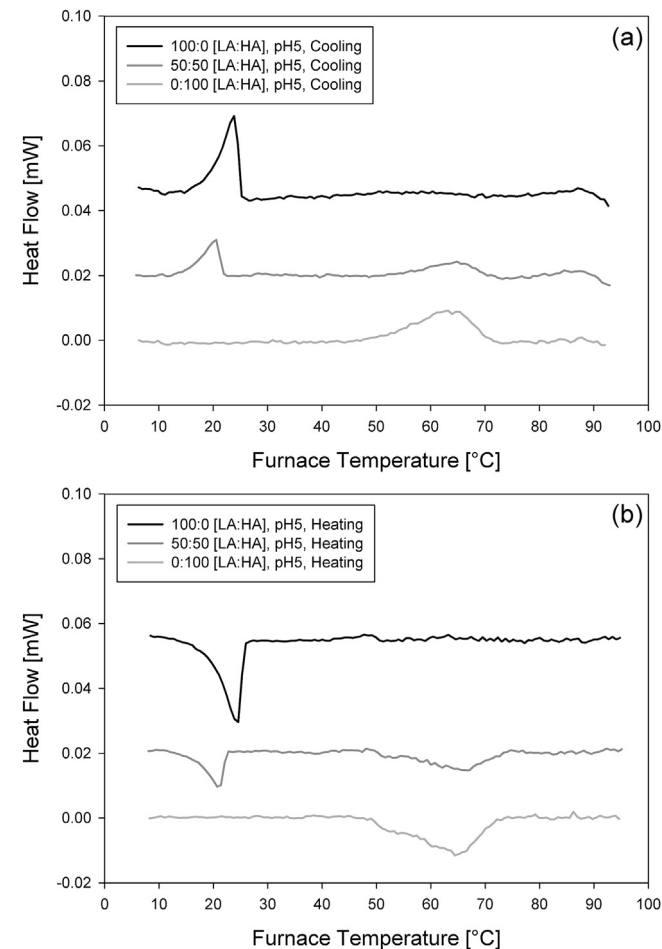 (a)
100:0 [LA:HA], pH5, Cooling
50:50 [LA:HA], pH5, Cooling
0:100 [LA:HA], pH5, Cooling
Heat Flow [mW]
0.10
0.08
0.06
0.04
0.02
0.00
-0.02
0 10 20 30 40 50 60 70 80 90 100
Furnace Temperature [°C]
(b)
100:0 [LA:HA], pH5, Heating
50:50 [LA:HA], pH5, Heating
0:100 [LA:HA], pH5, Heating
Heat Flow [mW]
0.10
0.08
0.06
0.04
0.02
0.00
-0.02
0 10 20 30 40 50 60 70 80 90 100
Furnace Temperature [°C]